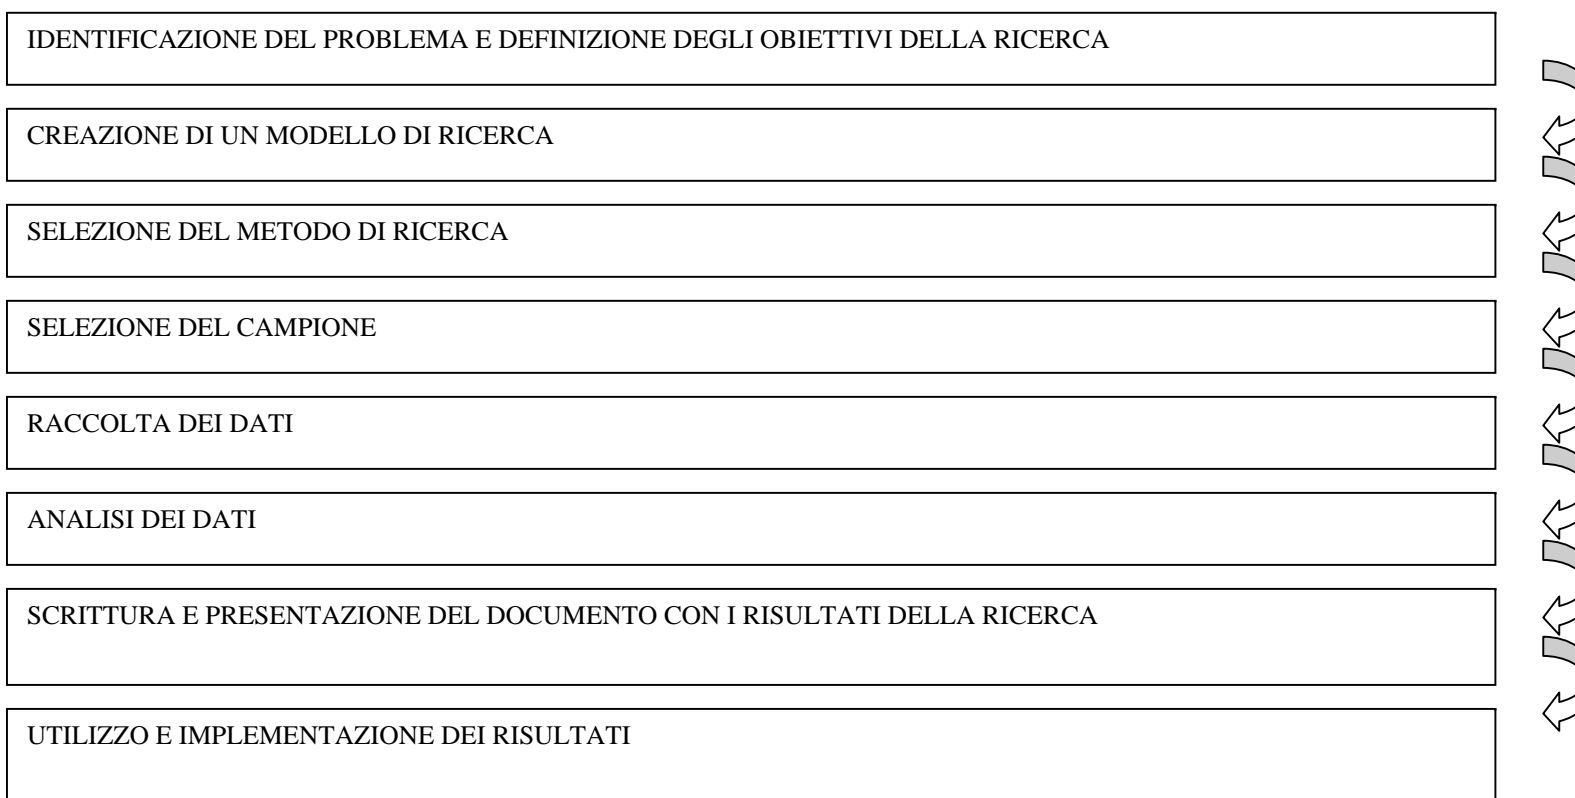 IDENTIFICAZIONE DEL PROBLEMA E DEFINIZIONE DEGLI OBIETTIVI DELLA RICERCA
CREAZIONE DI UN MODELLO DI RICERCA
SELEZIONE DEL METODO DI RICERCA
SELEZIONE DEL CAMPIONE
RACCOLTA DEI DATI
ANALISI DEI DATI
SCRITTURA E PRESENTAZIONE DEL DOCUMENTO CON I RISULTATI DELLA RICERCA
UTILIZZO E IMPLEMENTAZIONE DEI RISULTATI